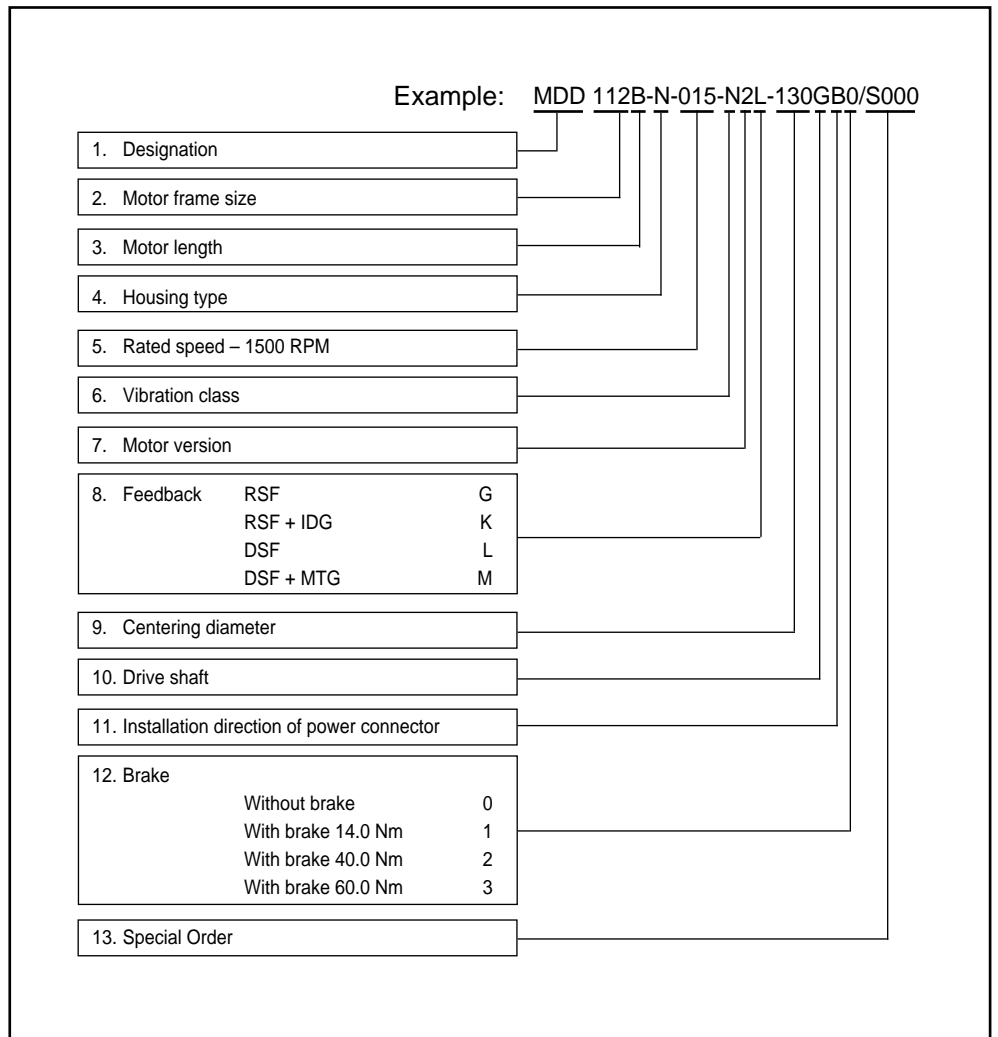 Example: MDD 112B-N-015-N2L-130GB0/S000
1. Designation
2. Motor frame size
3. Motor length
4. Housing type
5. Rated speed – 1500 RPM
6. Vibration class
7. Motor version
8. Feedback RSF G
RSF + IDG K
DSF L
DSF + MTG M
9. Centering diameter
10. Drive shaft
11. Installation direction of power connector
12. Brake
Without brake 0
With brake 14.0 Nm 1
With brake 40.0 Nm 2
With brake 60.0 Nm 3
13. Special Order